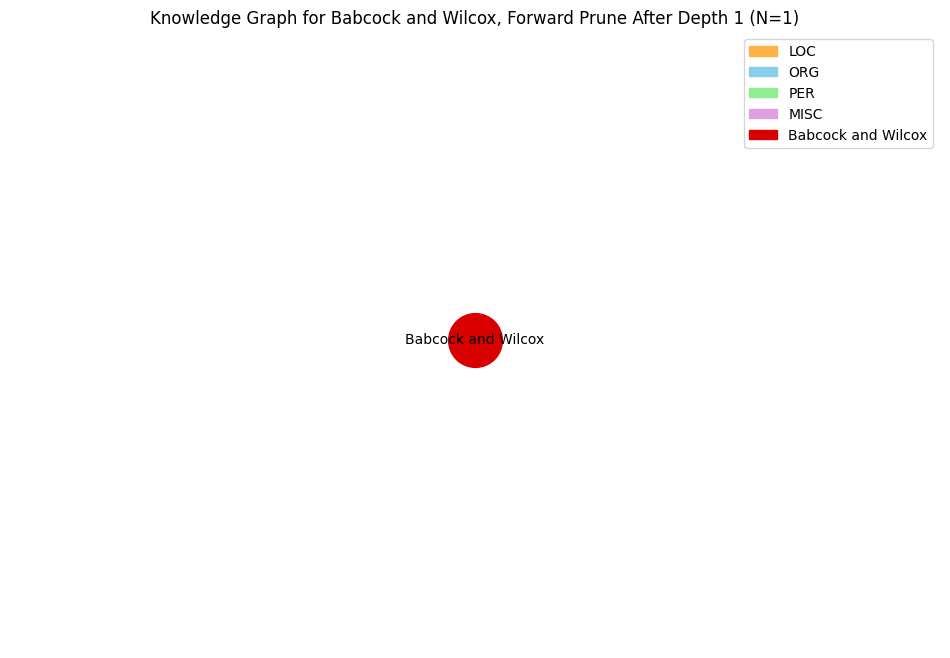 Knowledge Graph for Babcock and Wilcox, Forward Prune After Depth 1 (N=1)
LOC
ORG
PER
MISC
Babcock and Wilcox
Babcock and Wilcox